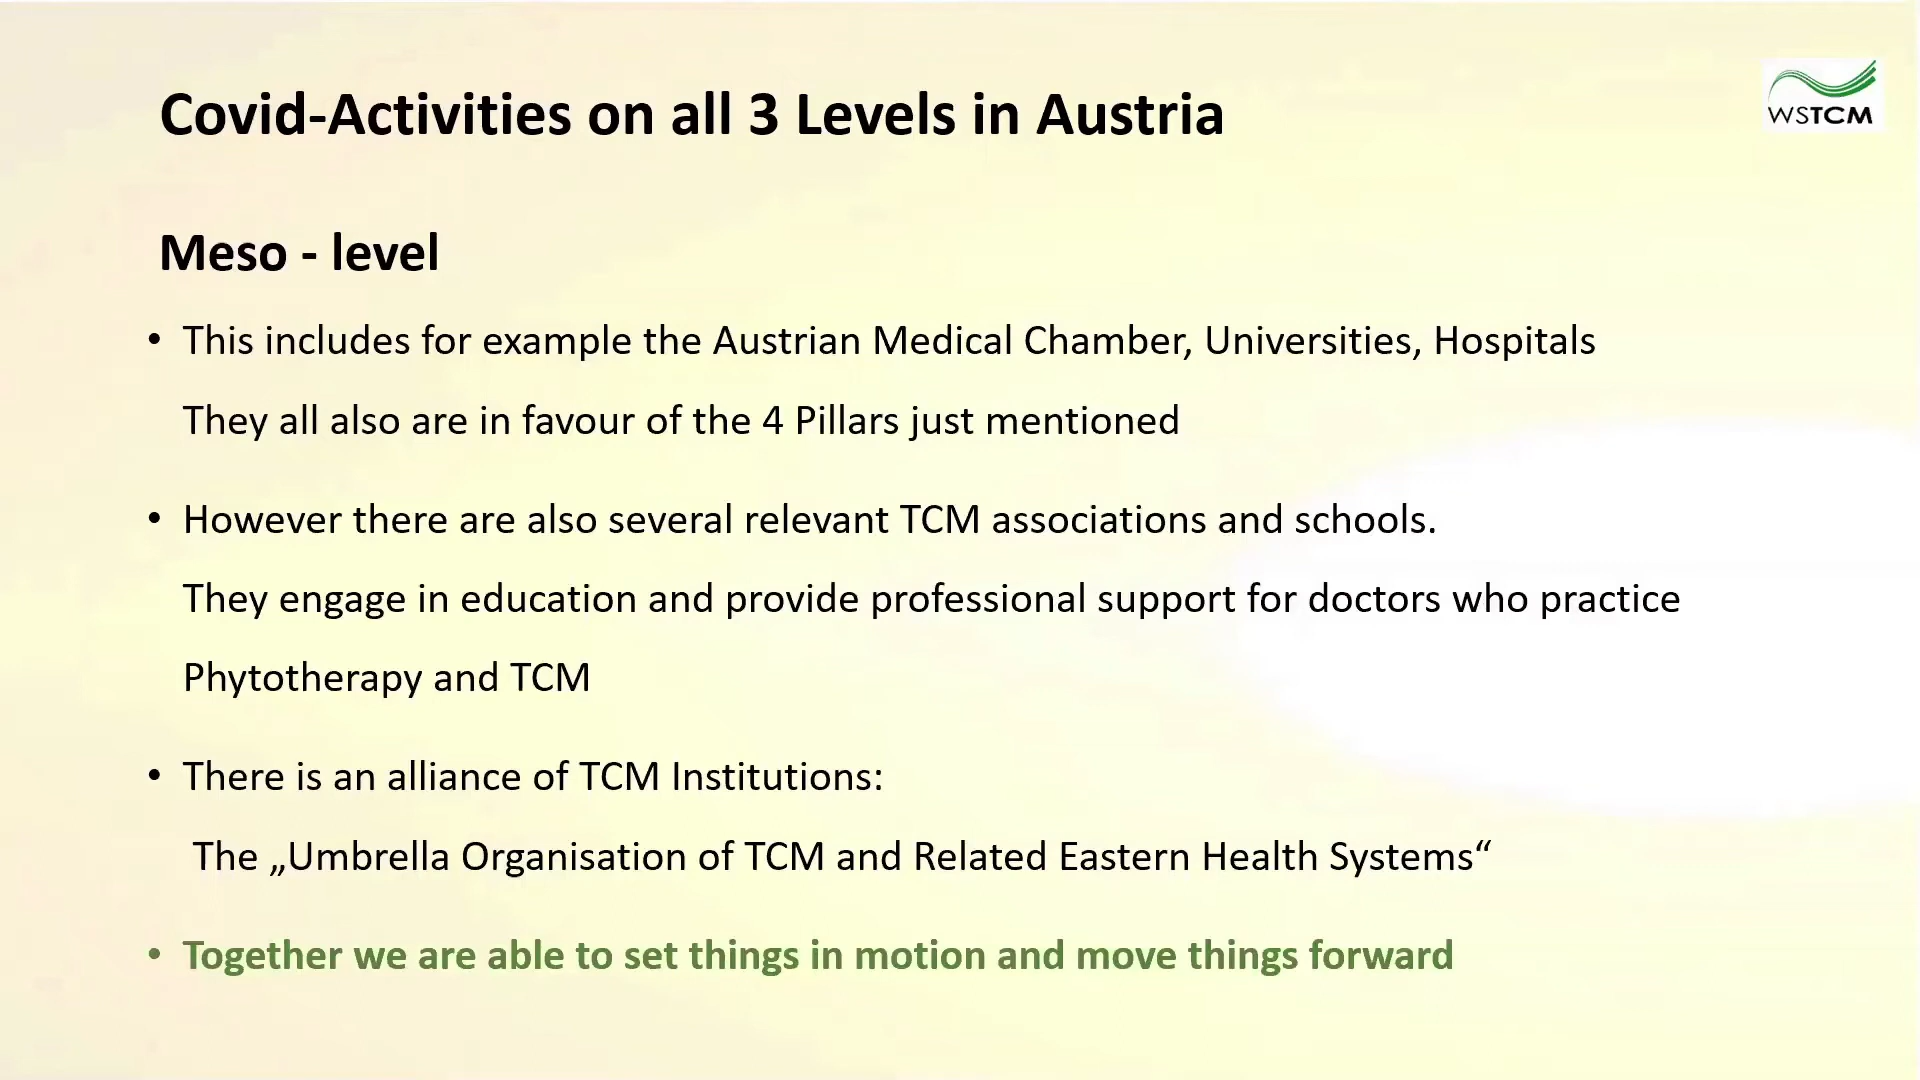 Covid-Activities on all 3 Levels in Austria
WSTCM
Meso - level
• This includes for example the Austrian Medical Chamber, Universities, Hospitals
They all also are in favour of the 4 Pillars just mentioned
• However there are also several relevant TCM associations and schools.
They engage in education and provide professional support for doctors who practice
Phytotherapy and TCM
• There is an alliance of TCM Institutions:
The „Umbrella Organisation of TCM and Related Eastern Health Systems“
• Together we are able to set things in motion and move things forward